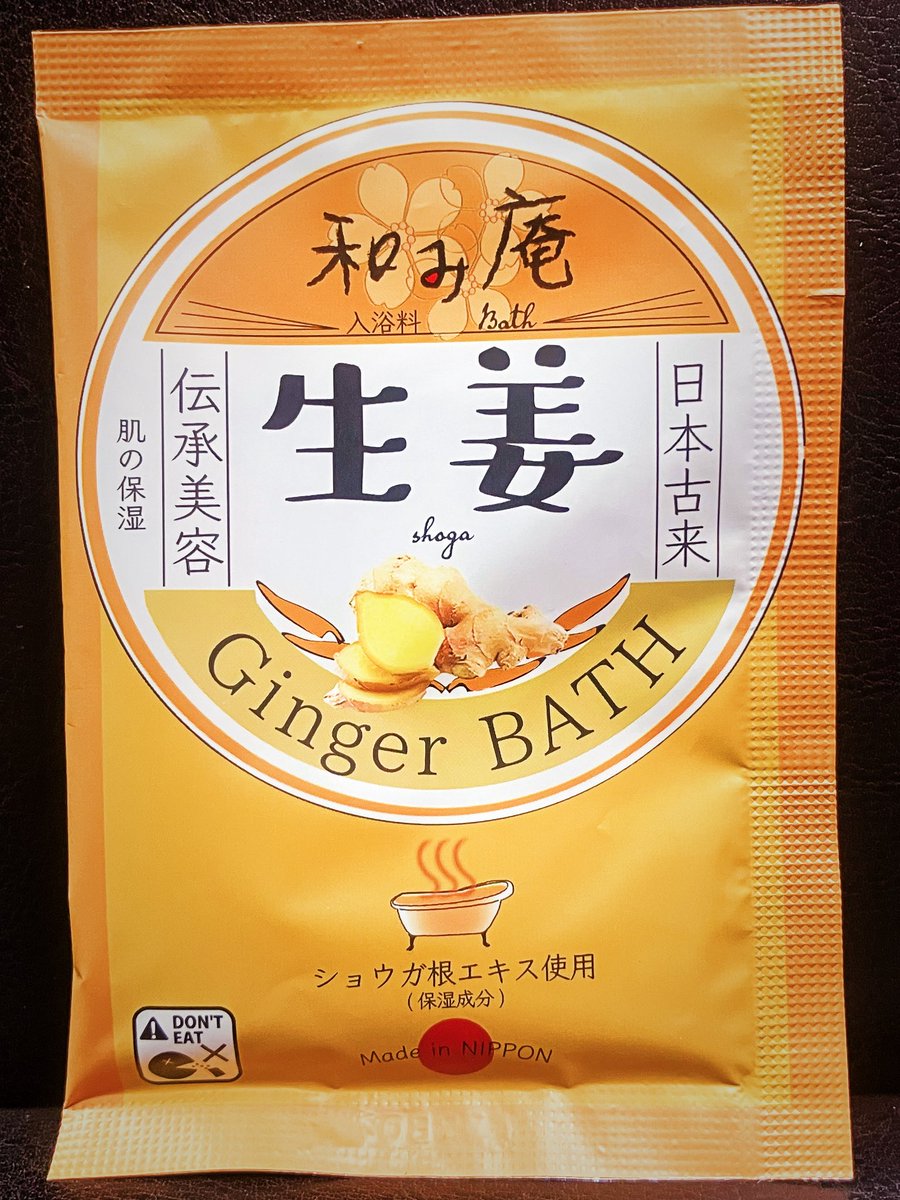 和み庵
入浴料 Bath
日本古来
生姜
shoga
伝承美容
肌の保湿
Ginger BATH
ショウガ根エキス使用
(保湿成分)
DON'T
EAT
Made in NIPPON